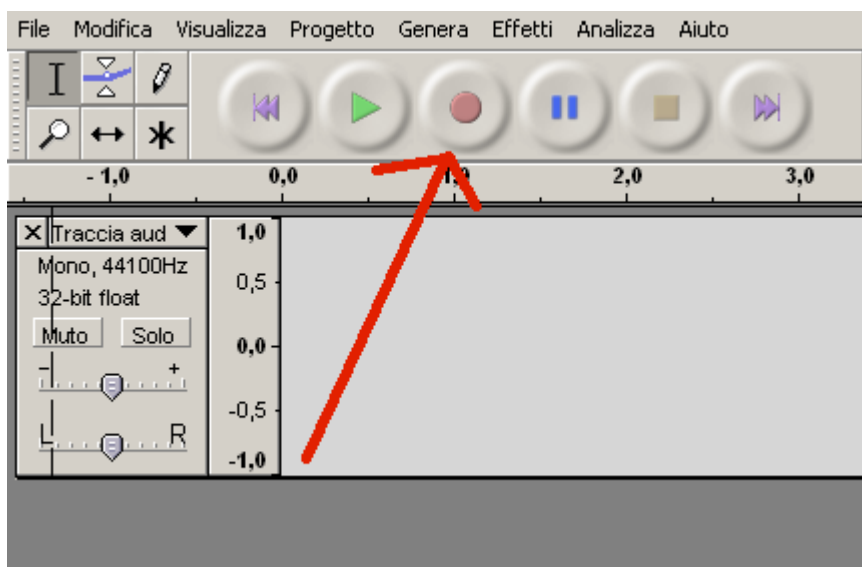 File Modifica Visualizza Progetto Genera Effetti Analizza Aiuto
- 1,0 0,0 1,0 2,0 3,0
Traccia aud
Mono, 44100Hz
32-bit float
Muto Solo
- +
L R
1,0
0,5
0,0
-0,5
-1,0